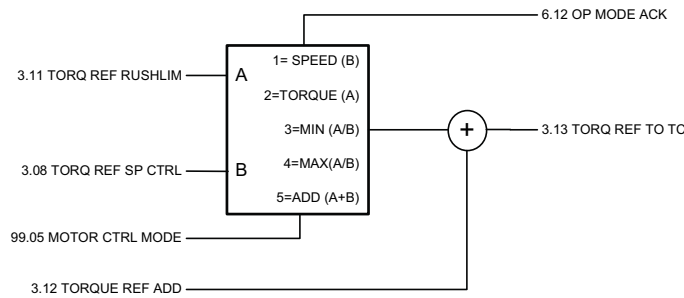 6.12 OP MODE ACK
1= SPEED (B)
3.11 TORQ REF RUSHLIM
A
2=TORQUE (A)
3=MIN (A/B)
+
3.13 TORQ REF TO TC
3.08 TORQ REF SP CTRL
B
4=MAX(A/B)
5=ADD (A+B)
99.05 MOTOR CTRL MODE
3.12 TORQUE REF ADD